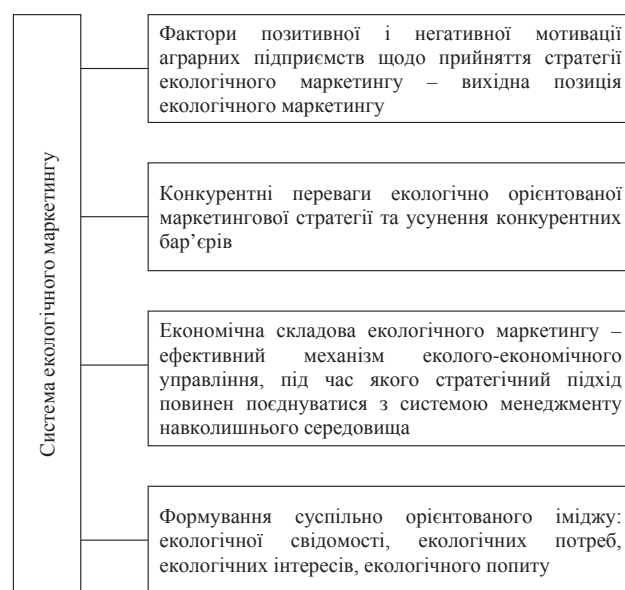 Система екологічного маркетингу
Фактори позитивної і негативної мотивації
аграрних підприємств щодо прийняття стратегії
екологічного маркетингу – вихідна позиція
екологічного маркетингу
Конкурентні переваги екологічно орієнтованої
маркетингової стратегії та усунення конкурентних
бар’єрів
Економічна складова екологічного маркетингу –
ефективний механізм еколого-економічного
управління, під час якого стратегічний підхід
повинен поєднуватися з системою менеджменту
навколишнього середовища
Формування суспільно орієнтованого іміджу:
екологічної свідомості, екологічних потреб,
екологічних інтересів, екологічного попиту